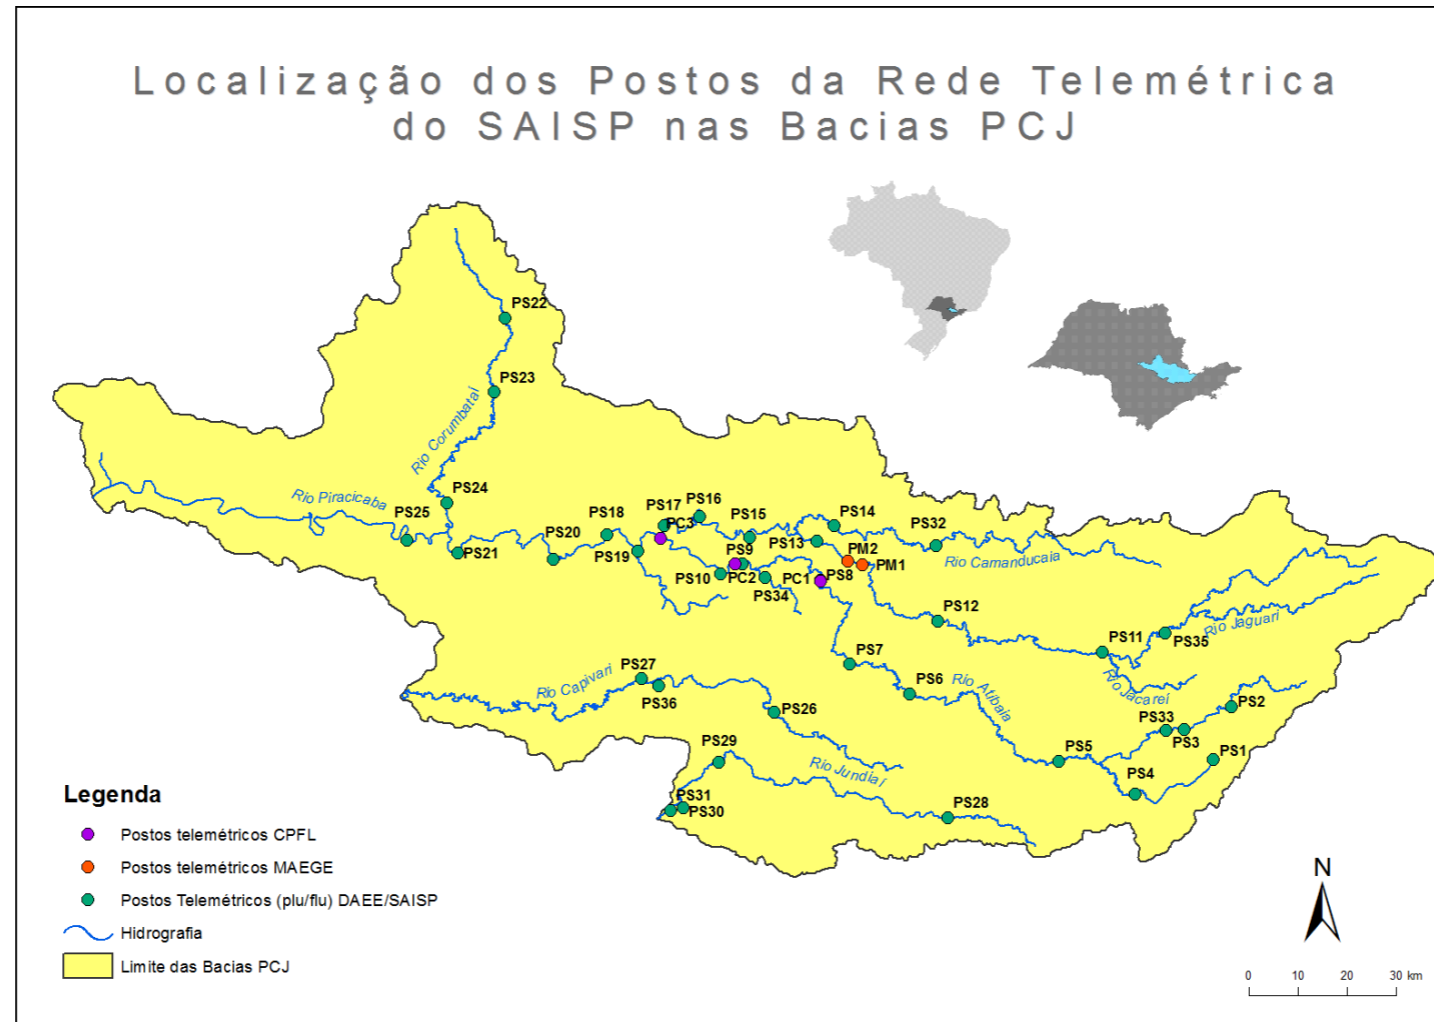 Localização dos Postos da Rede Telemétrica
do SAISP nas Bacias PCJ
PS22
PS23
Rio Corumbataí
PS24
Rio Piracicaba
PS25
PS21
PS20
PS18
PS19
PS17
PC3
PS16
PS15
PS14
PS13
PS32
Rio Camanducaia
PM2
PM1
PS9
PS10
PC2
PS34
PC1
PS8
PS12
PS11
PS35
Rio Jaguari
Rio Jacareí
PS7
PS6
Rio Atibaia
PS2
PS33
PS3
PS1
PS5
PS4
PS27
Rio Capivari
PS36
PS26
PS29
Rio Jundiaí
PS31
PS30
PS28
Legenda
Postos telemétricos CPFL
Postos telemétricos MAEGE
Postos Telemétricos (plu/flu) DAEE/SAISP
Hidrografia
Limite das Bacias PCJ
N
0 10 20 30 km